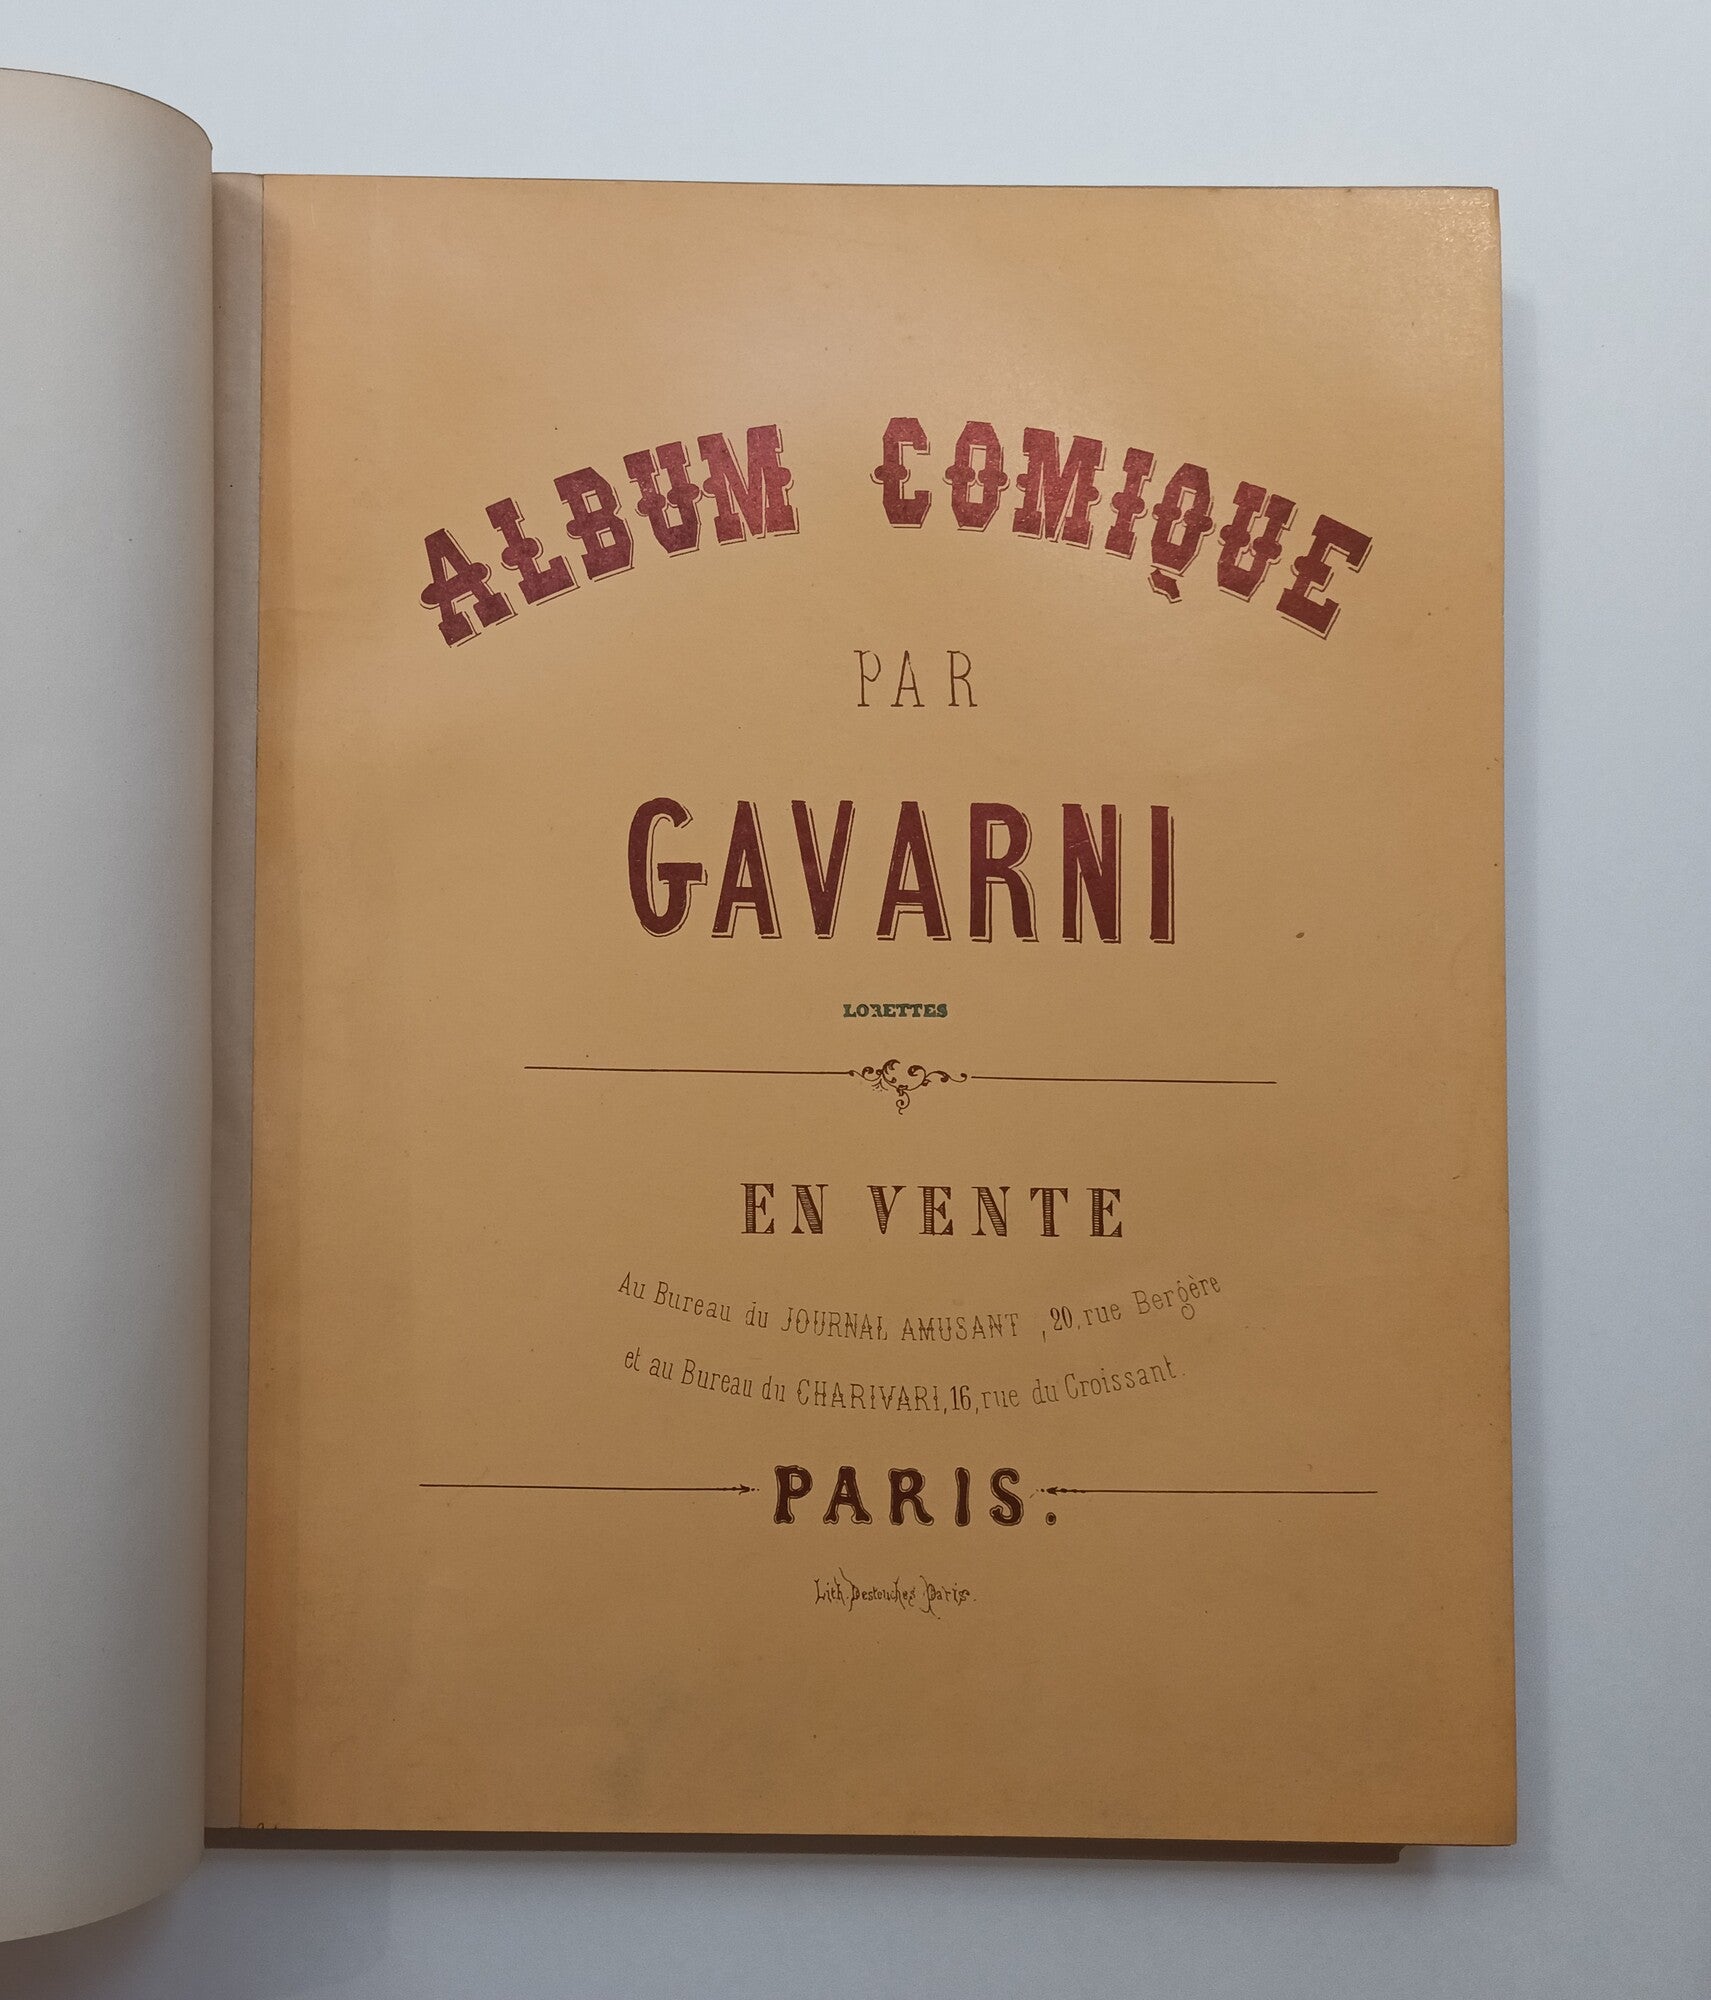 ALBUM COMIQUE
PAR
GAVARNI
LORETTES
EN VENTE
Au Bureau du JOURNAL AMUSANT, 20, rue Bergère
et au Bureau du CHARIVARI, 16, rue du Croissant.
PARIS.
Lith. Destouches Paris.